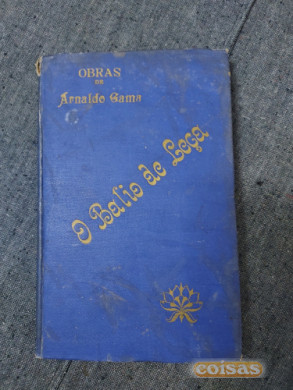 OBRAS
DE
Arnaldo Gama
O Balio de Leça
coisas